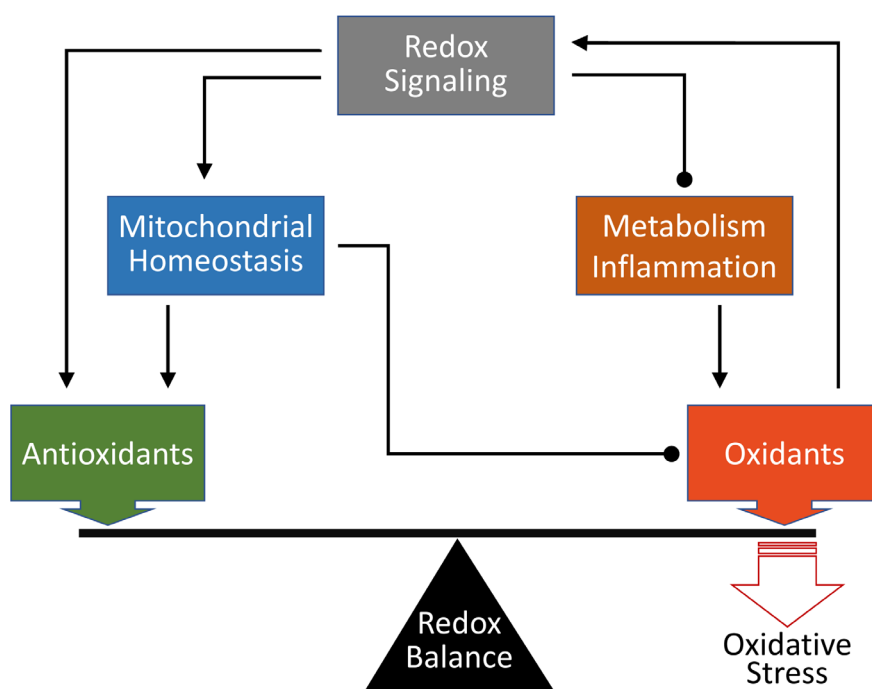 Redox
Signaling
Mitochondrial
Homeostasis
Metabolism
Inflammation
Antioxidants
Oxidants
Redox
Balance
Oxidative
Stress